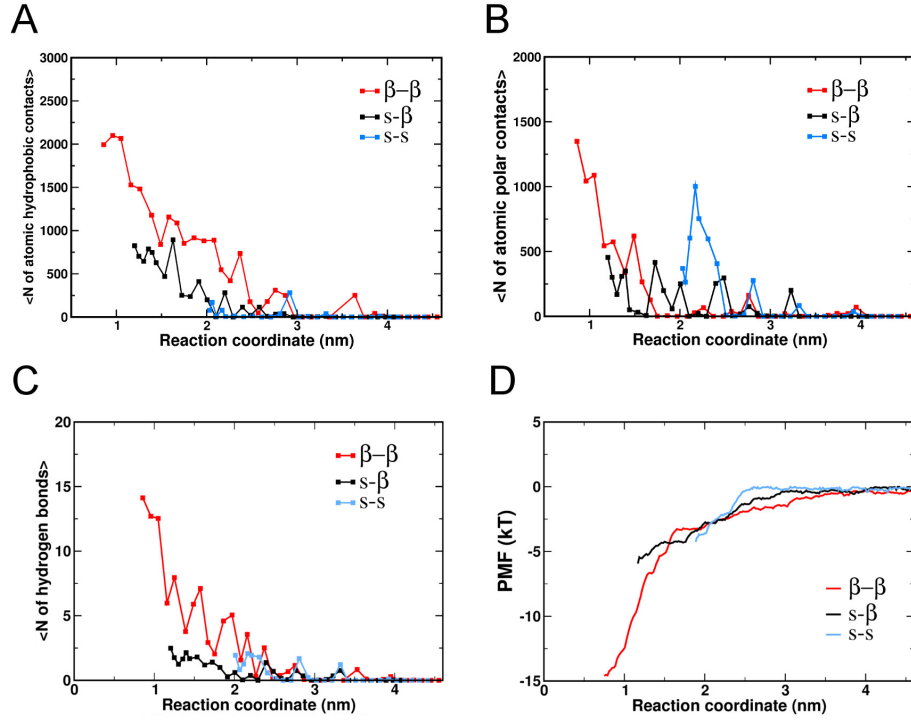 A
<N of atomic hydrophobic contacts>
3000
2500
2000
1500
1000
500
0
1
2
3
4
Reaction coordinate (nm)
β–β
s-β
s-s
B
<N of atomic polar contacts>
2000
1500
1000
500
0
1
2
3
4
Reaction coordinate (nm)
β–β
s-β
s-s
C
<N of hydrogen bonds>
20
15
10
5
0
0
1
2
3
4
Reaction coordinate (nm)
β–β
s-β
s-s
D
PMF (kT)
5
0
-5
-10
-15
0
1
2
3
4
Reaction coordinate (nm)
β–β
s-β
s-s